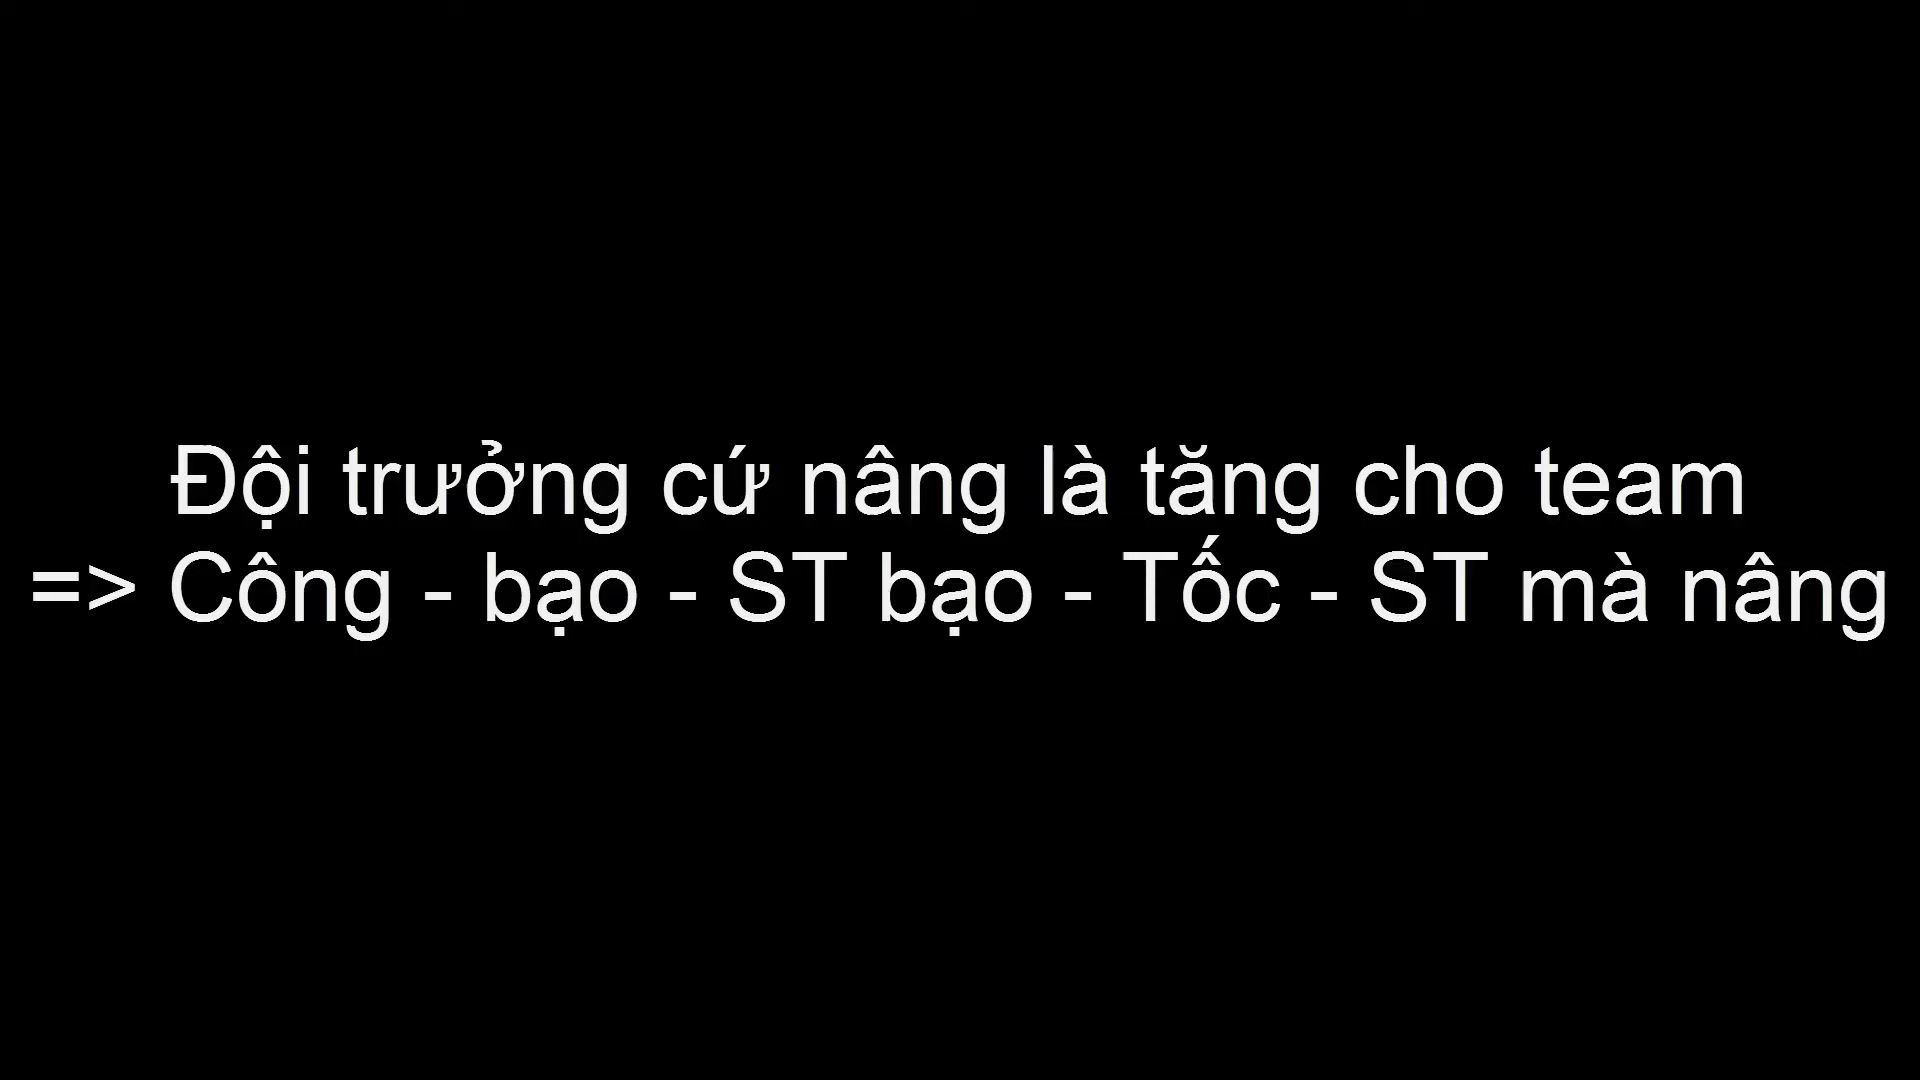 Đội trưởng cứ nâng là tăng cho team
=> Công - bạo - ST bạo - Tốc - ST mà nâng